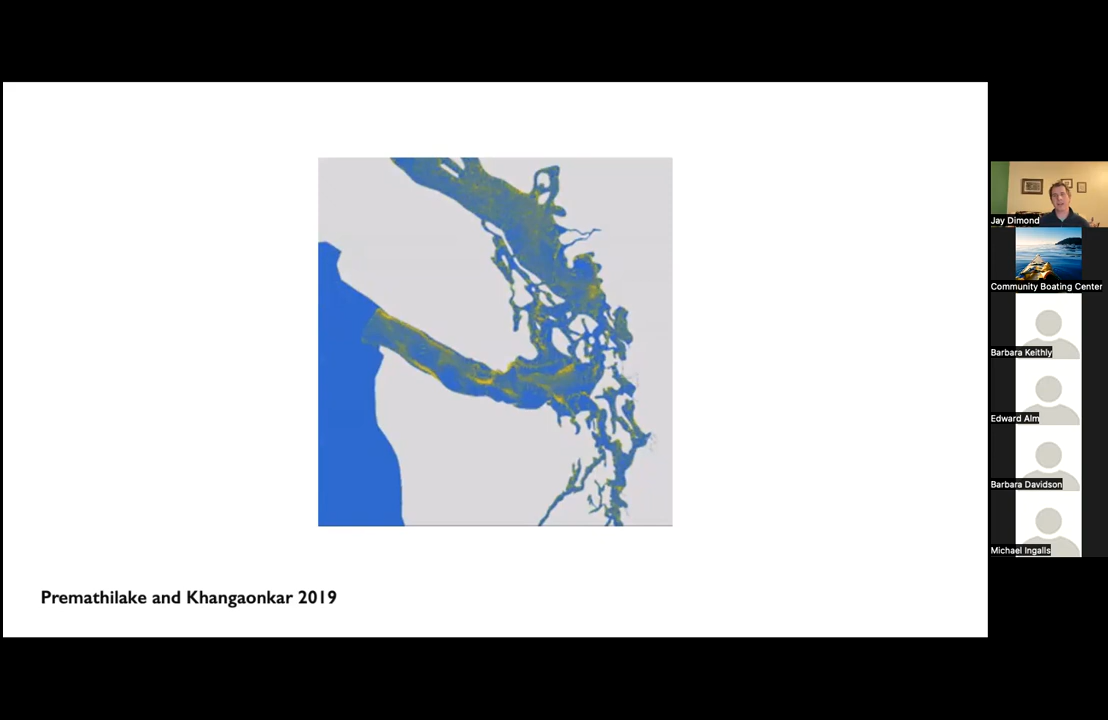 Premathilake and Khangaonkar 2019
Jay Dimond
Community Boating Center
Barbara Keithly
Edward Alm
Barbara Davidson
Michael Ingalls